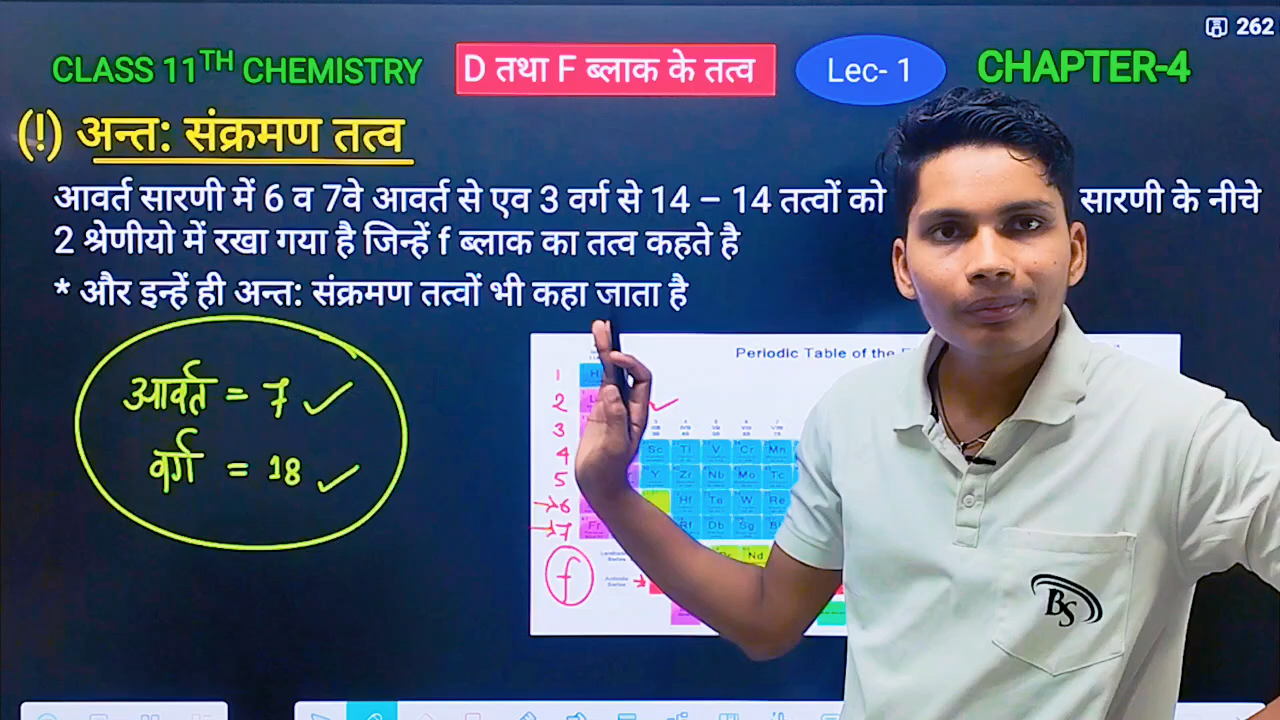 262
CLASS 11TH CHEMISTRY
D तथा F ब्लाक के तत्व
Lec- 1
CHAPTER-4
(!) अन्त: संक्रमण तत्व
आवर्त सारणी में 6 व 7वे आवर्त से एव 3 वर्ग से 14 – 14 तत्वों को सारणी के नीचे
2 श्रेणीयो में रखा गया है जिन्हें f ब्लाक का तत्व कहते है
* और इन्हें ही अन्त: संक्रमण तत्वों भी कहा जाता है
आवर्त = 7 ✓
वर्ग = 18 ✓
Periodic Table of the
1
2
3
4 Sc Ti V Cr Mn
5 Y Zr Nb Mo Tc
6 Hf Ta W Re
7 Fr Rf Db Sg
Nd
f
BS